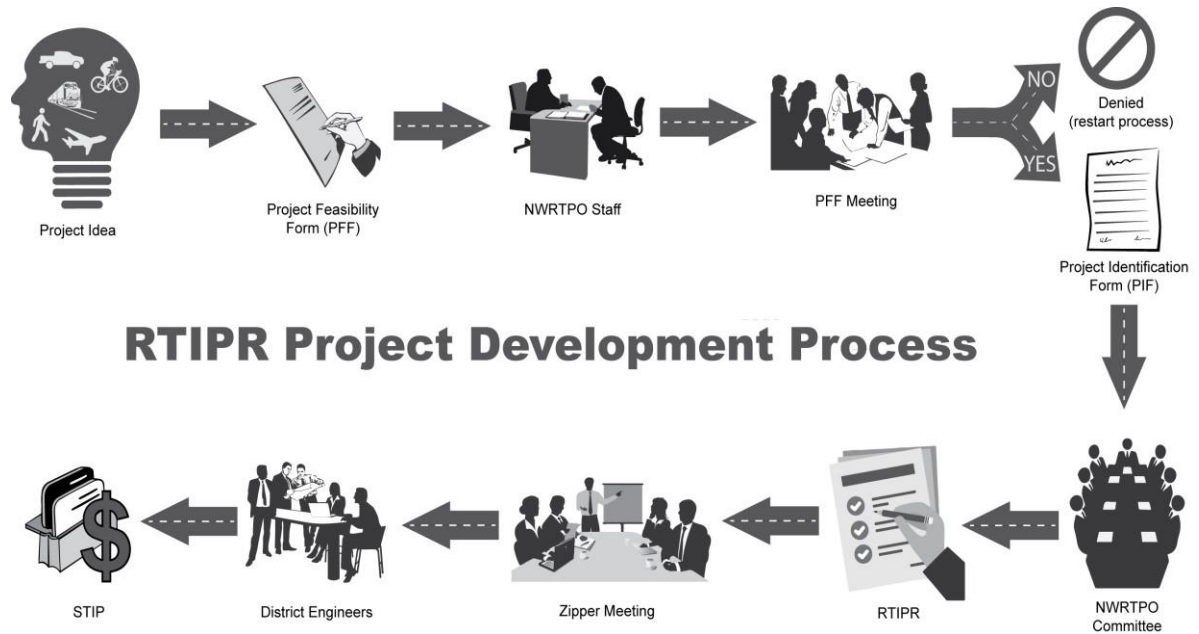 Project Idea
Project Feasibility
Form (PFF)
NWRTPO Staff
PFF Meeting
NO
YES
Denied
(restart process)
Project Identification
Form (PIF)
RTIPR Project Development Process
STIP
District Engineers
Zipper Meeting
RTIPR
NWRTPO
Committee